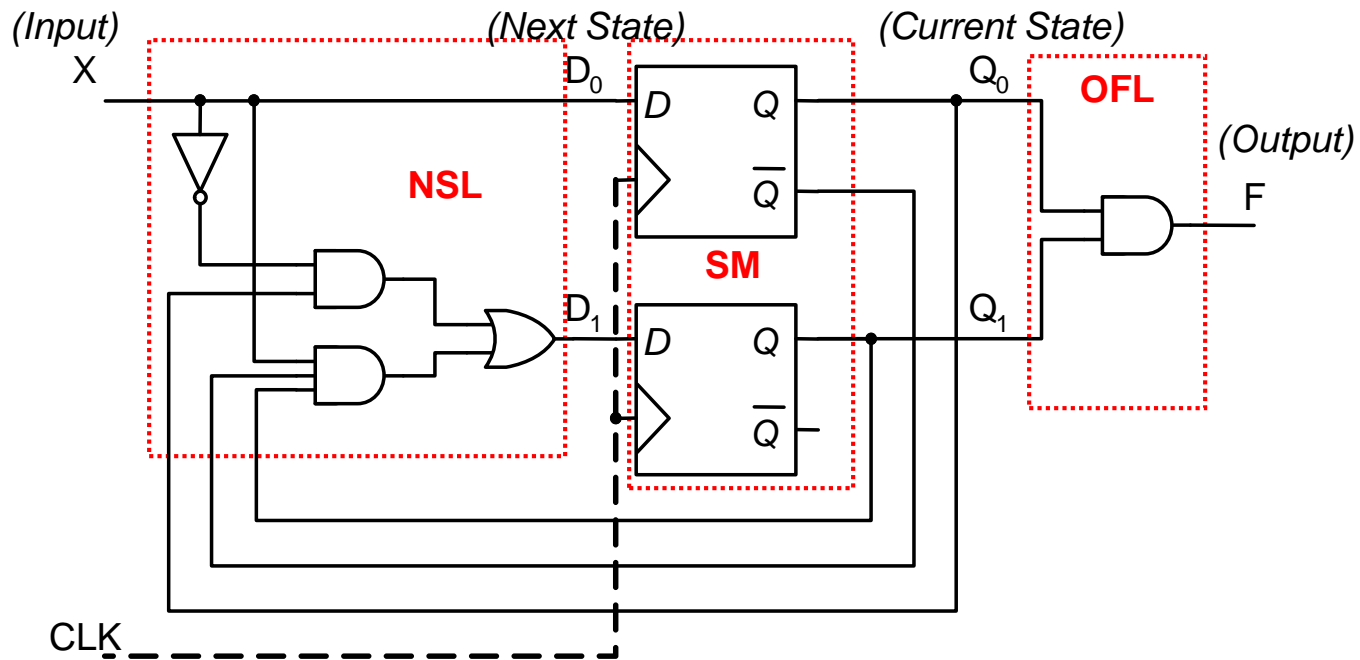 (Input)
(Next State)
(Current State)
X
D0
Q0
OFL
D
Q
(Output)
NSL
Q̅
F
SM
D1
Q1
D
Q
Q̅
CLK